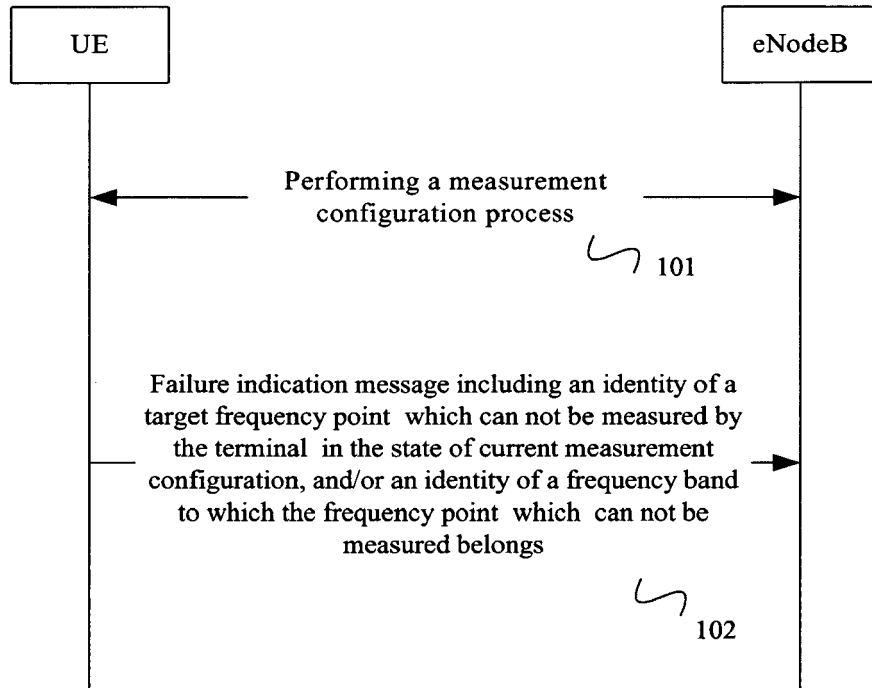 UE
eNodeB
Performing a measurement
configuration process
101
Failure indication message including an identity of a
target frequency point which can not be measured by
the terminal in the state of current measurement
configuration, and/or an identity of a frequency band
to which the frequency point which can not be
measured belongs
102